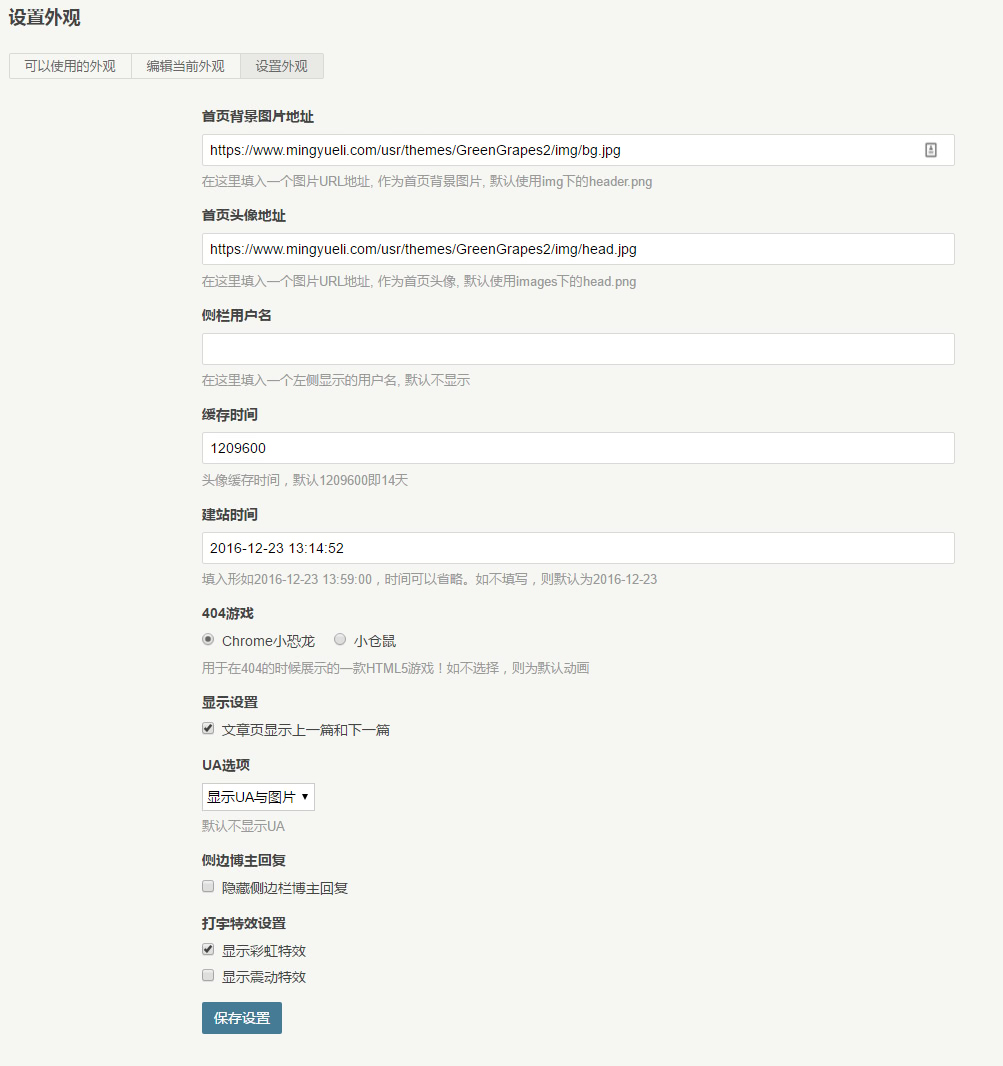 设置外观
可以使用的外观 编辑当前外观 设置外观
首页背景图片地址
https://www.mingyueli.com/usr/themes/GreenGrapes2/img/bg.jpg
在这里填入一个图片URL地址, 作为首页背景图片, 默认使用img下的header.png
首页头像地址
https://www.mingyueli.com/usr/themes/GreenGrapes2/img/head.jpg
在这里填入一个图片URL地址, 作为首页头像, 默认使用images下的head.png
侧栏用户名
在这里填入一个左侧显示的用户名, 默认不显示
缓存时间
1209600
头像缓存时间，默认1209600即14天
建站时间
2016-12-23 13:14:52
填入形如2016-12-23 13:59:00，时间可以省略。如不填写，则默认为2016-12-23
404游戏
Chrome小恐龙 小仓鼠
用于在404的时候展示的一款HTML5游戏！如不选择，则为默认动画
显示设置
文章页显示上一篇和下一篇
UA选项
显示UA与图片
默认不显示UA
侧边博主回复
隐藏侧边栏博主回复
打字特效设置
显示彩虹特效
显示震动特效
保存设置